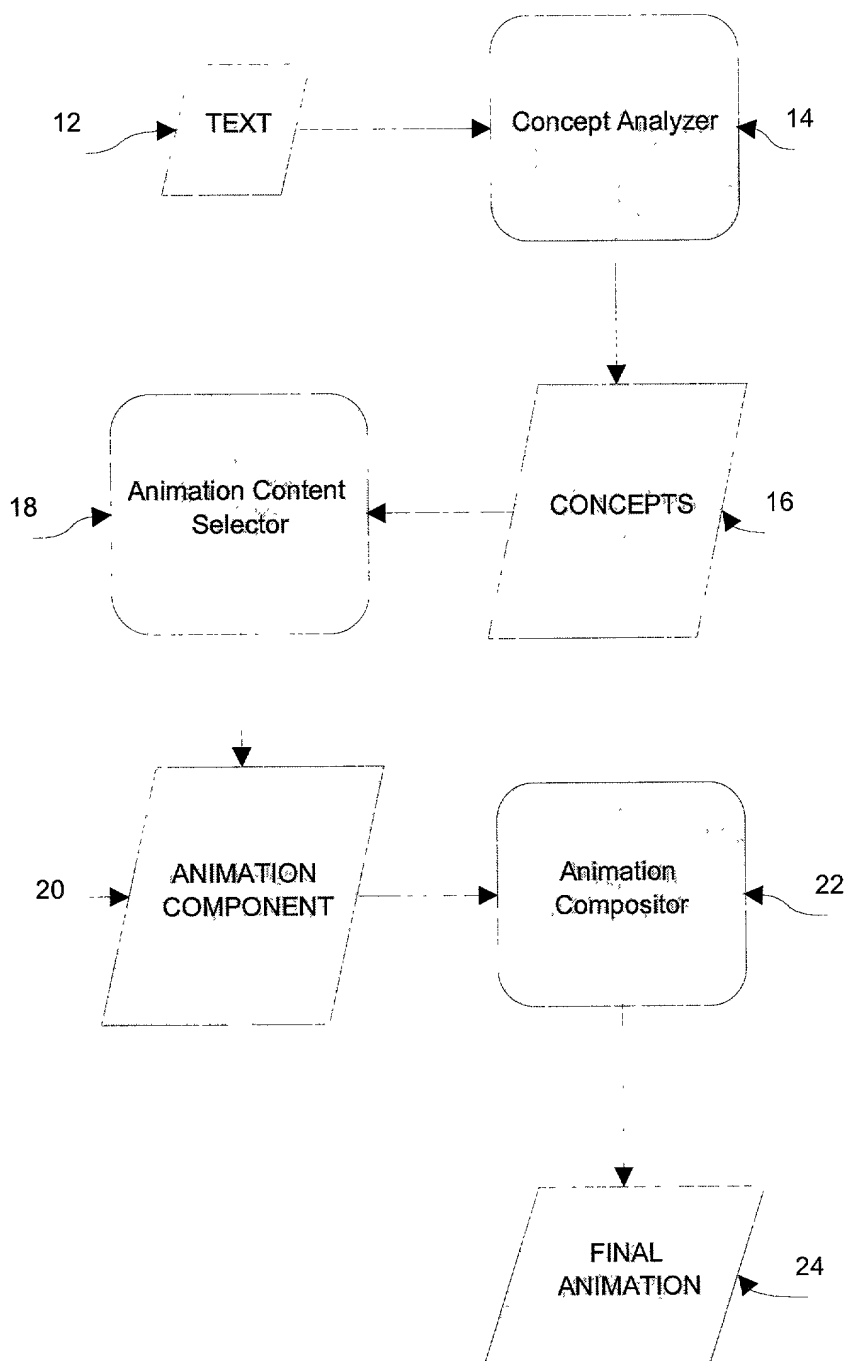 12
TEXT
Concept Analyzer
14
18
Animation Content
Selector
CONCEPTS
16
20
ANIMATION
COMPONENT
Animation
Compositor
22
FINAL
ANIMATION
24